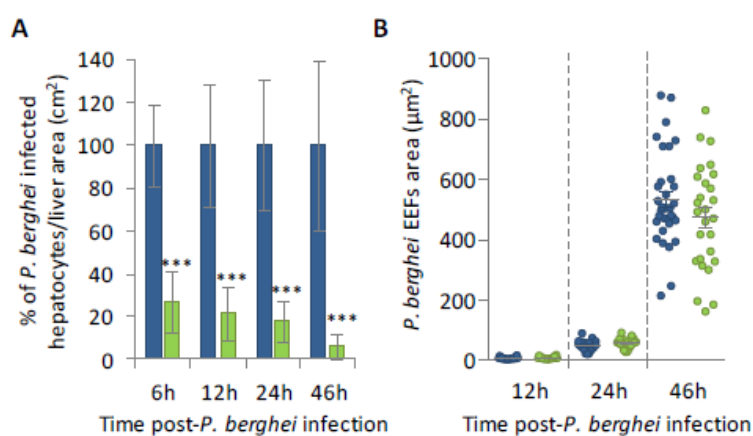 A
% of P. berghei infected
hepatocytes/liver area (cm2)
140
120
100
80
60
40
20
0
***
***
***
***
6h
12h
24h
46h
Time post-P. berghei infection
B
P. berghei EEFs area (μm2)
1000
800
600
400
200
0
12h
24h
46h
Time post-P. berghei infection